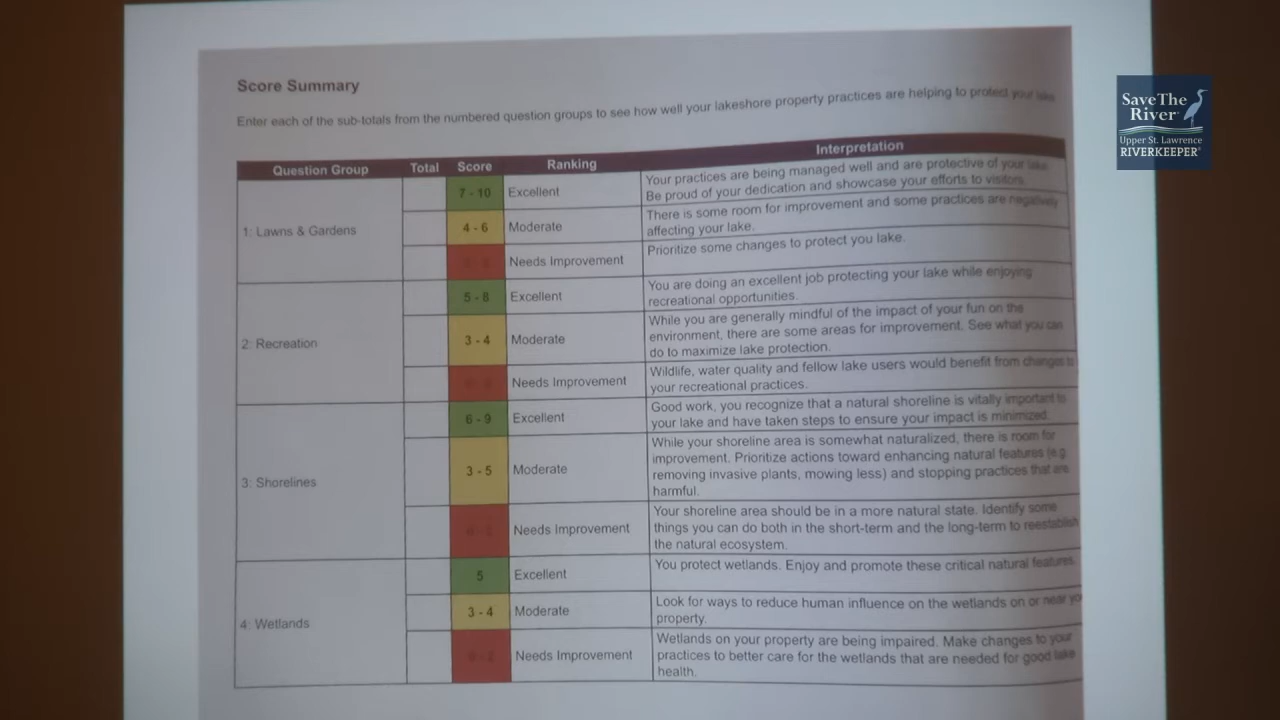 Score Summary
Enter each of the sub-totals from the numbered question groups to see how well your lakeshore property practices are helping to protect your lake
Question Group Total Score Ranking Interpretation
1: Lawns & Gardens
7 - 10 Excellent
Your practices are being managed well and are protective of your lake.
Be proud of your dedication and showcase your efforts to visitors.
4 - 6 Moderate
There is some room for improvement and some practices are negatively
affecting your lake.
Needs Improvement
Prioritize some changes to protect you lake.
2: Recreation
5 - 8 Excellent
You are doing an excellent job protecting your lake while enjoying
recreational opportunities.
3 - 4 Moderate
While you are generally mindful of the impact of your fun on the
environment, there are some areas for improvement. See what you can
do to maximize lake protection.
Needs Improvement
Wildlife, water quality and fellow lake users would benefit from changes to
your recreational practices.
3: Shorelines
6 - 9 Excellent
Good work, you recognize that a natural shoreline is vitally important to
your lake and have taken steps to ensure your impact is minimized.
3 - 5 Moderate
While your shoreline area is somewhat naturalized, there is room for
improvement. Prioritize actions toward enhancing natural features (e.g.
removing invasive plants, mowing less) and stopping practices that are
harmful.
Needs Improvement
Your shoreline area should be in a more natural state. Identify some
things you can do both in the short-term and the long-term to reestablish
the natural ecosystem.
4: Wetlands
5 Excellent
You protect wetlands. Enjoy and promote these critical natural features.
3 - 4 Moderate
Look for ways to reduce human influence on the wetlands on or near you
property.
0 - 2 Needs Improvement
Wetlands on your property are being impaired. Make changes to your
practices to better care for the wetlands that are needed for good lake
health.
Save The
River
Upper St. Lawrence
RIVERKEEPER®